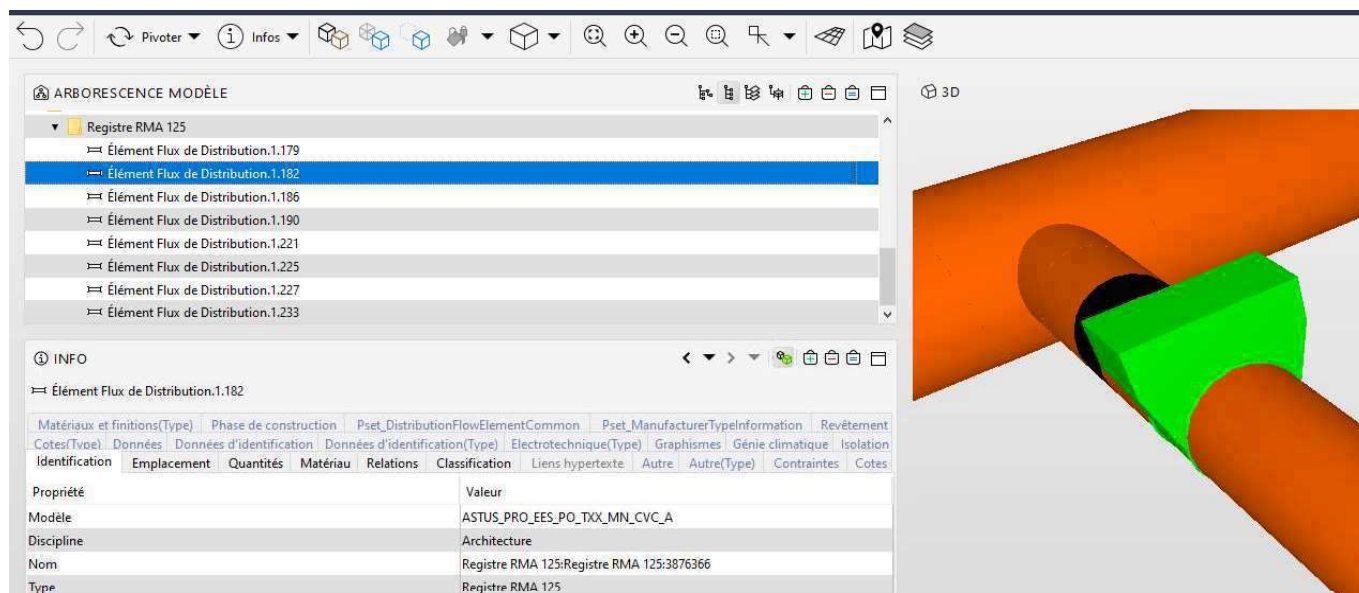 Pivoter Infos
ARBORESCENCE MODÈLE
3D
Registre RMA 125
Élément Flux de Distribution.1.179
Élément Flux de Distribution.1.182
Élément Flux de Distribution.1.186
Élément Flux de Distribution.1.190
Élément Flux de Distribution.1.221
Élément Flux de Distribution.1.225
Élément Flux de Distribution.1.227
Élément Flux de Distribution.1.233
INFO
Élément Flux de Distribution.1.182
Matériaux et finitions(Type) Phase de construction Pset_DistributionFlowElementCommon Pset_ManufacturerTypeInformation Revêtement
Cotes(Type) Données Données d'identification Données d'identification(Type) Electrotechnique(Type) Graphismes Génie climatique Isolation
Identification Emplacement Quantités Matériau Relations Classification Liens hypertexte Autre Autre(Type) Contraintes Cotes
Propriété Valeur
Modèle ASTUS_PRO_EES_PO_TXX_MN_CVC_A
Discipline Architecture
Nom Registre RMA 125:Registre RMA 125:3876366
Type Registre RMA 125